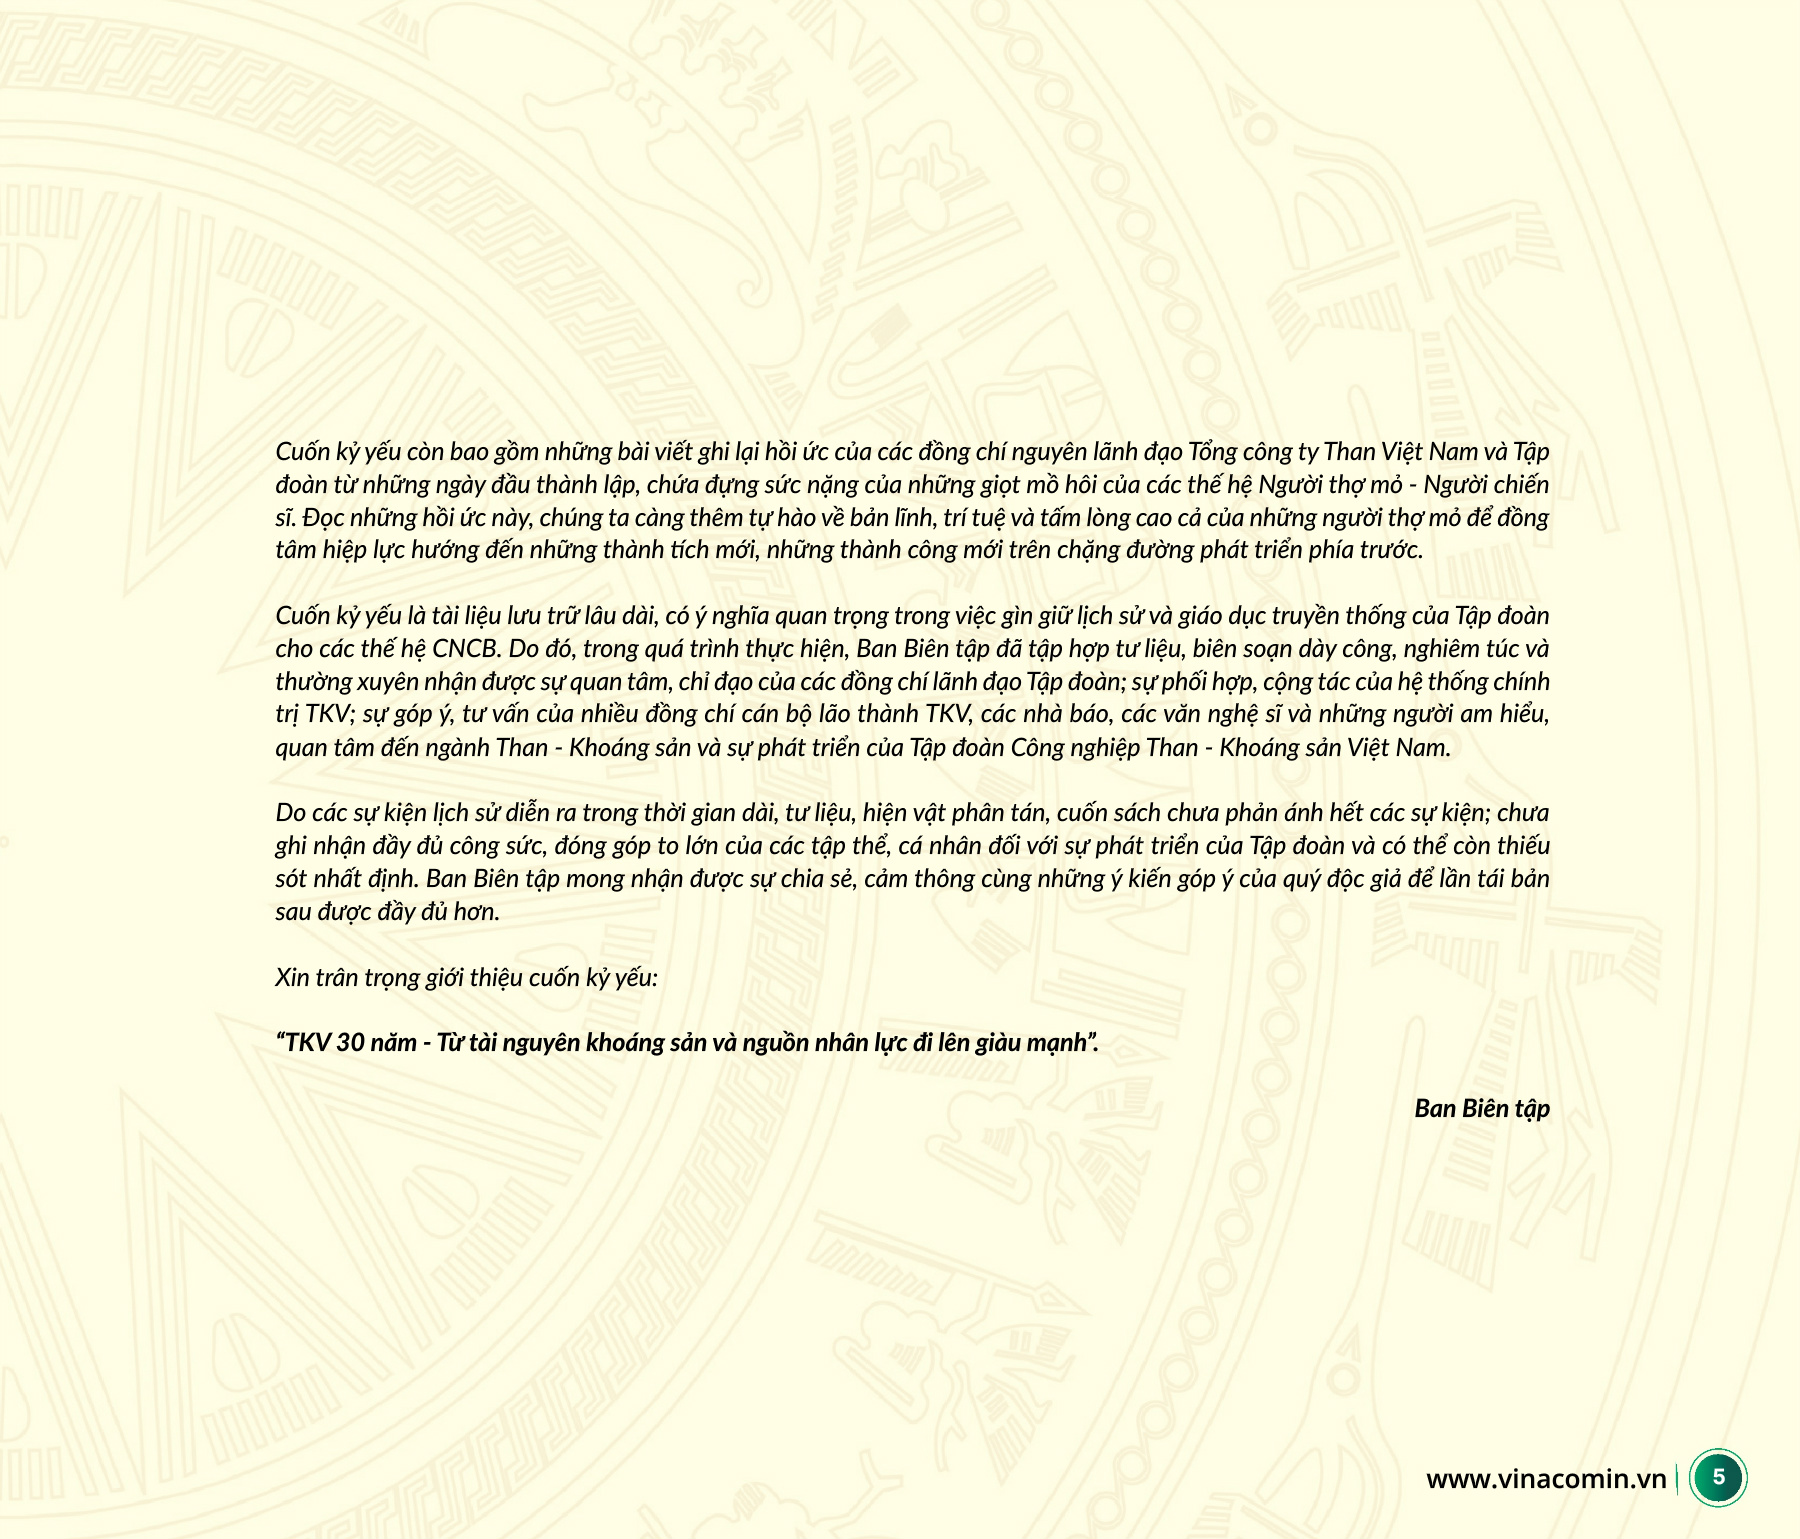 Cuốn kỷ yếu còn bao gồm những bài viết ghi lại hồi ức của các đồng chí nguyên lãnh đạo Tổng công ty Than Việt Nam và Tập
đoàn từ những ngày đầu thành lập, chứa đựng sức nặng của những giọt mồ hôi của các thế hệ Người thợ mỏ - Người chiến
sĩ. Đọc những hồi ức này, chúng ta càng thêm tự hào về bản lĩnh, trí tuệ và tấm lòng cao cả của những người thợ mỏ để đồng
tâm hiệp lực hướng đến những thành tích mới, những thành công mới trên chặng đường phát triển phía trước.
Cuốn kỷ yếu là tài liệu lưu trữ lâu dài, có ý nghĩa quan trọng trong việc gìn giữ lịch sử và giáo dục truyền thống của Tập đoàn
cho các thế hệ CNCB. Do đó, trong quá trình thực hiện, Ban Biên tập đã tập hợp tư liệu, biên soạn dày công, nghiêm túc và
thường xuyên nhận được sự quan tâm, chỉ đạo của các đồng chí lãnh đạo Tập đoàn; sự phối hợp, cộng tác của hệ thống chính
trị TKV; sự góp ý, tư vấn của nhiều đồng chí cán bộ lão thành TKV, các nhà báo, các văn nghệ sĩ và những người am hiểu,
quan tâm đến ngành Than - Khoáng sản và sự phát triển của Tập đoàn Công nghiệp Than - Khoáng sản Việt Nam.
Do các sự kiện lịch sử diễn ra trong thời gian dài, tư liệu, hiện vật phân tán, cuốn sách chưa phản ánh hết các sự kiện; chưa
ghi nhận đầy đủ công sức, đóng góp to lớn của các tập thể, cá nhân đối với sự phát triển của Tập đoàn và có thể còn thiếu
sót nhất định. Ban Biên tập mong nhận được sự chia sẻ, cảm thông cùng những ý kiến góp ý của quý độc giả để lần tái bản
sau được đầy đủ hơn.
Xin trân trọng giới thiệu cuốn kỷ yếu:
“TKV 30 năm - Từ tài nguyên khoáng sản và nguồn nhân lực đi lên giàu mạnh”.
Ban Biên tập
www.vinacomin.vn 5